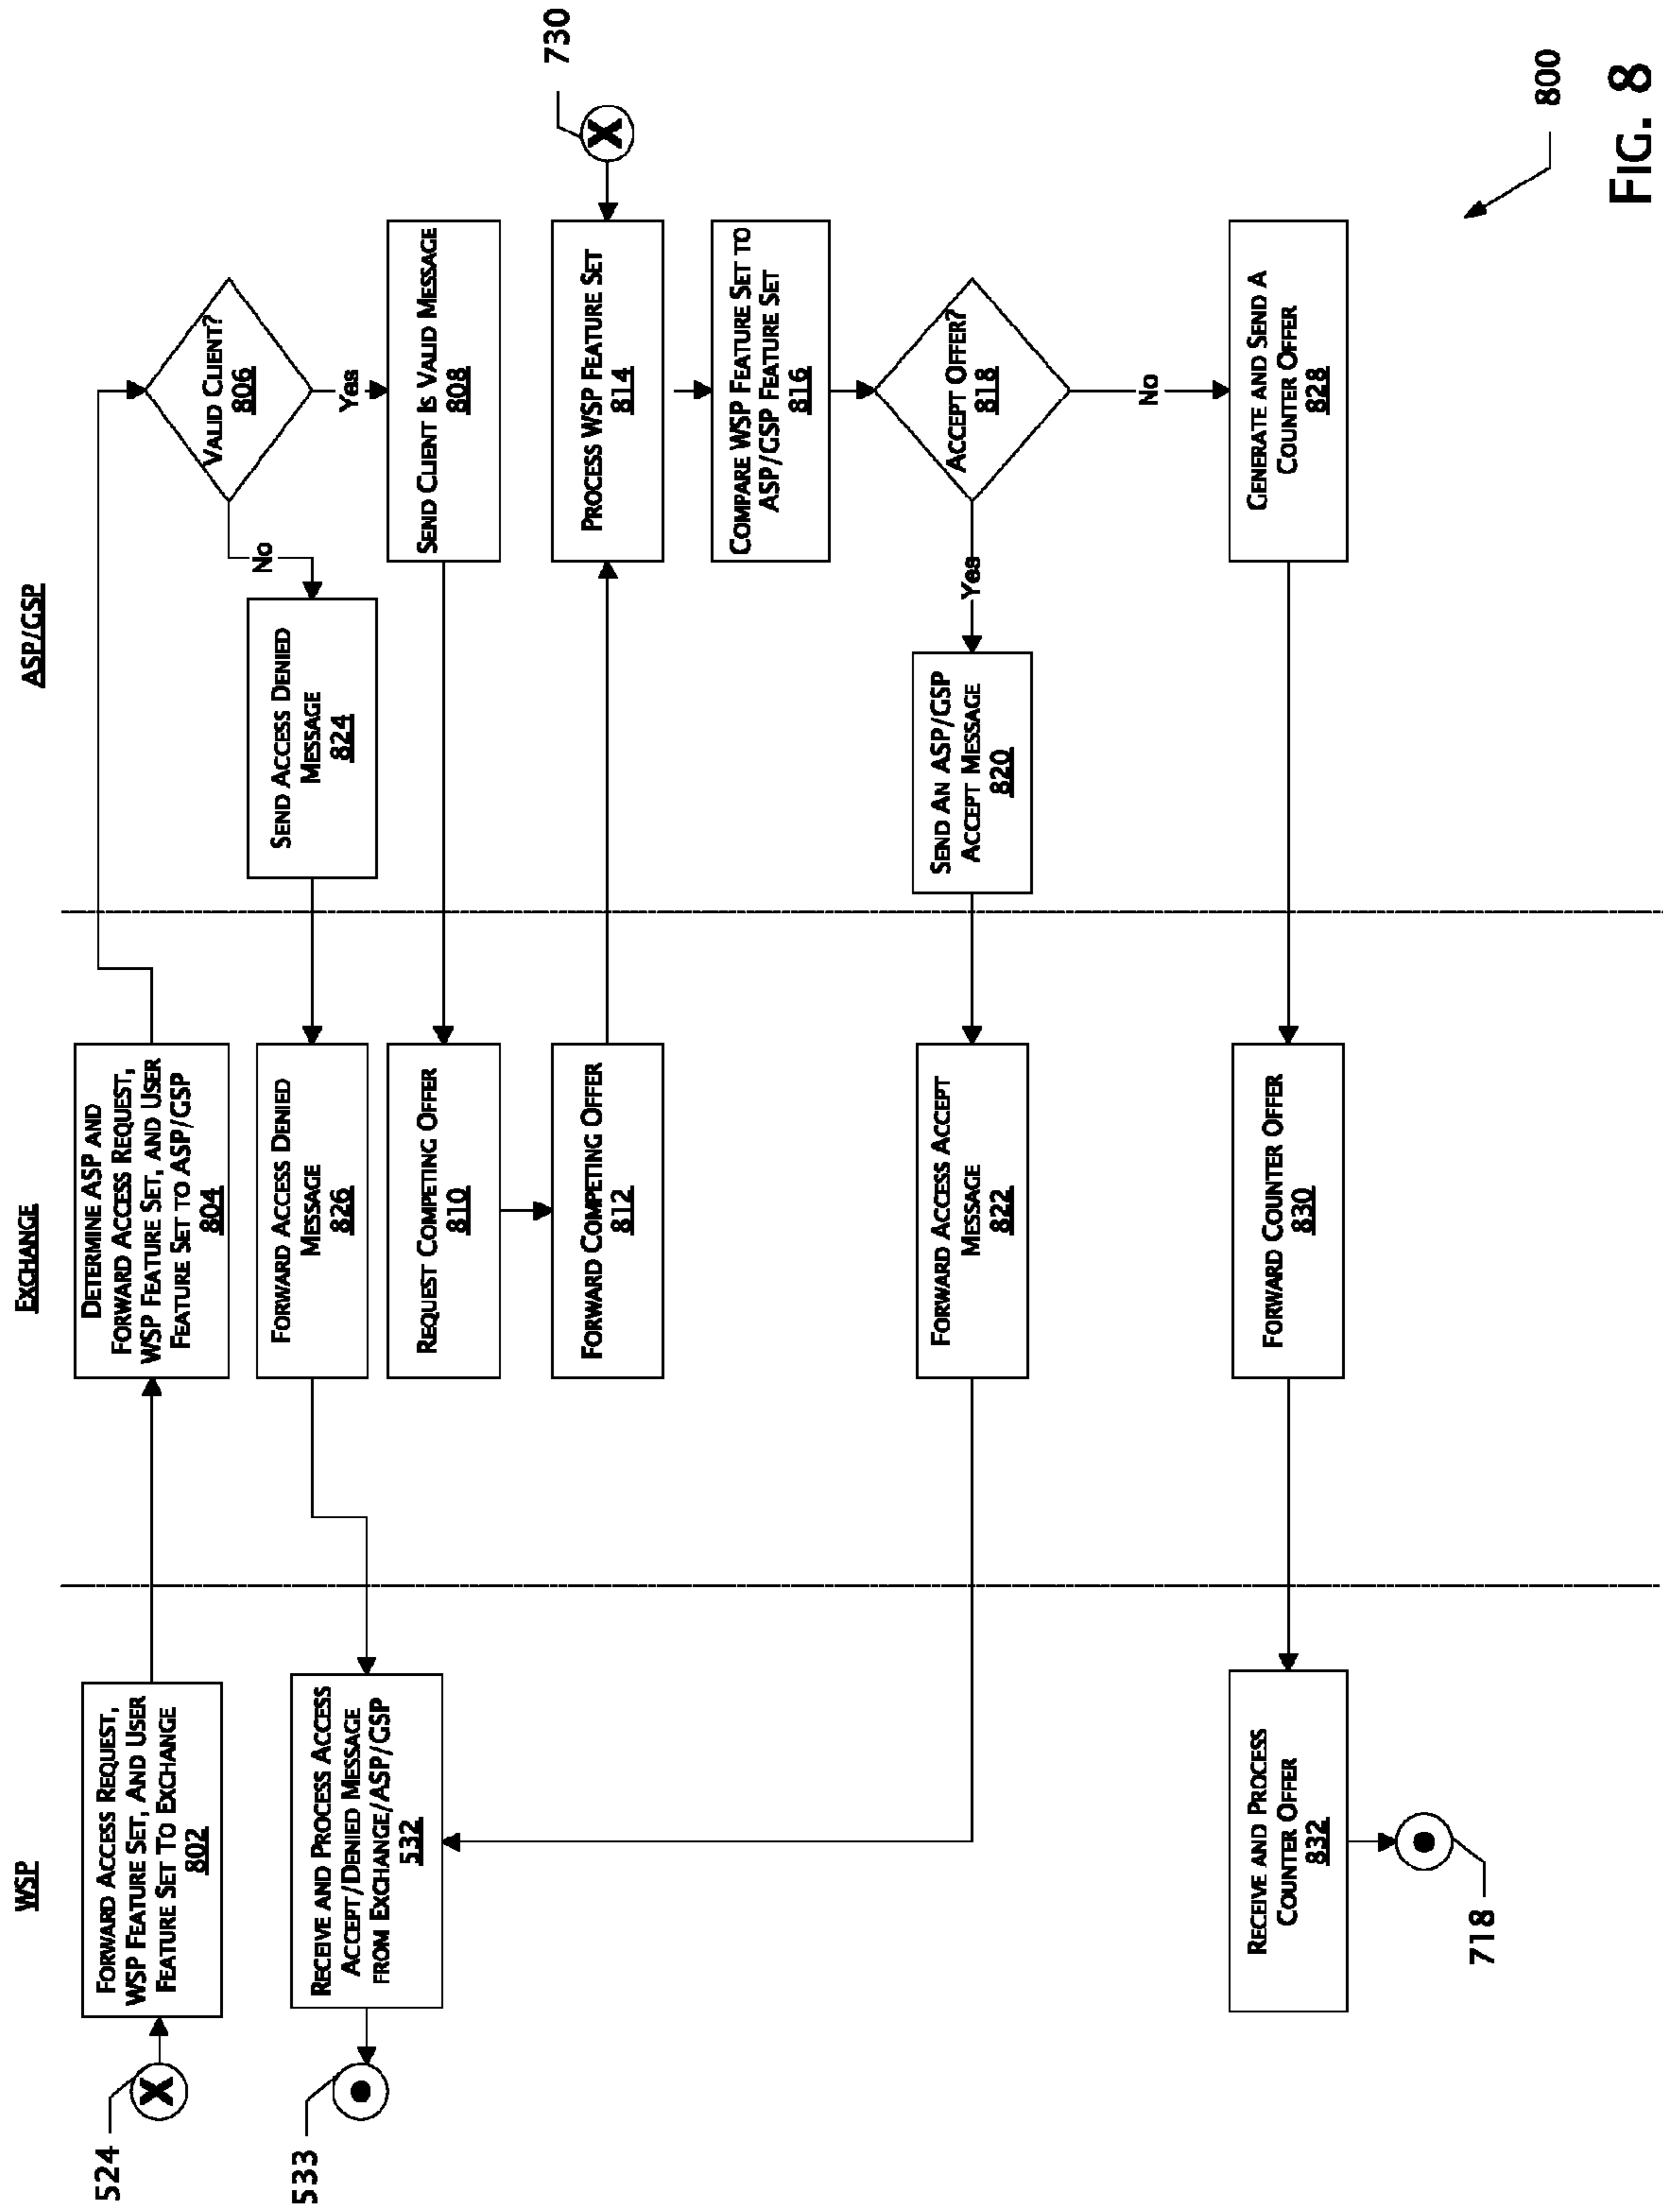 WSP
EXCHANGE
ASP/GSP
524
X
FORWARD ACCESS REQUEST,
WSP FEATURE SET, AND USER
FEATURE SET TO EXCHANGE
802
DETERMINE ASP AND
FORWARD ACCESS REQUEST,
WSP FEATURE SET, AND USER
FEATURE SET TO ASP/GSP
804
VALID CLIENT?
806
No
Yes
SEND ACCESS DENIED
MESSAGE
824
FORWARD ACCESS DENIED
MESSAGE
826
533
RECEIVE AND PROCESS ACCESS
ACCEPT/DENIED MESSAGE
FROM EXCHANGE/ASP/GSP
532
SEND CLIENT IS VALID MESSAGE
808
REQUEST COMPETING OFFER
810
FORWARD COMPETING OFFER
812
PROCESS WSP FEATURE SET
814
X
730
COMPARE WSP FEATURE SET TO
ASP/GSP FEATURE SET
816
ACCEPT OFFER?
818
Yes
No
SEND AN ASP/GSP
ACCEPT MESSAGE
820
FORWARD ACCESS ACCEPT
MESSAGE
822
GENERATE AND SEND A
COUNTER OFFER
828
FORWARD COUNTER OFFER
830
RECEIVE AND PROCESS
COUNTER OFFER
832
718
800
FIG. 8